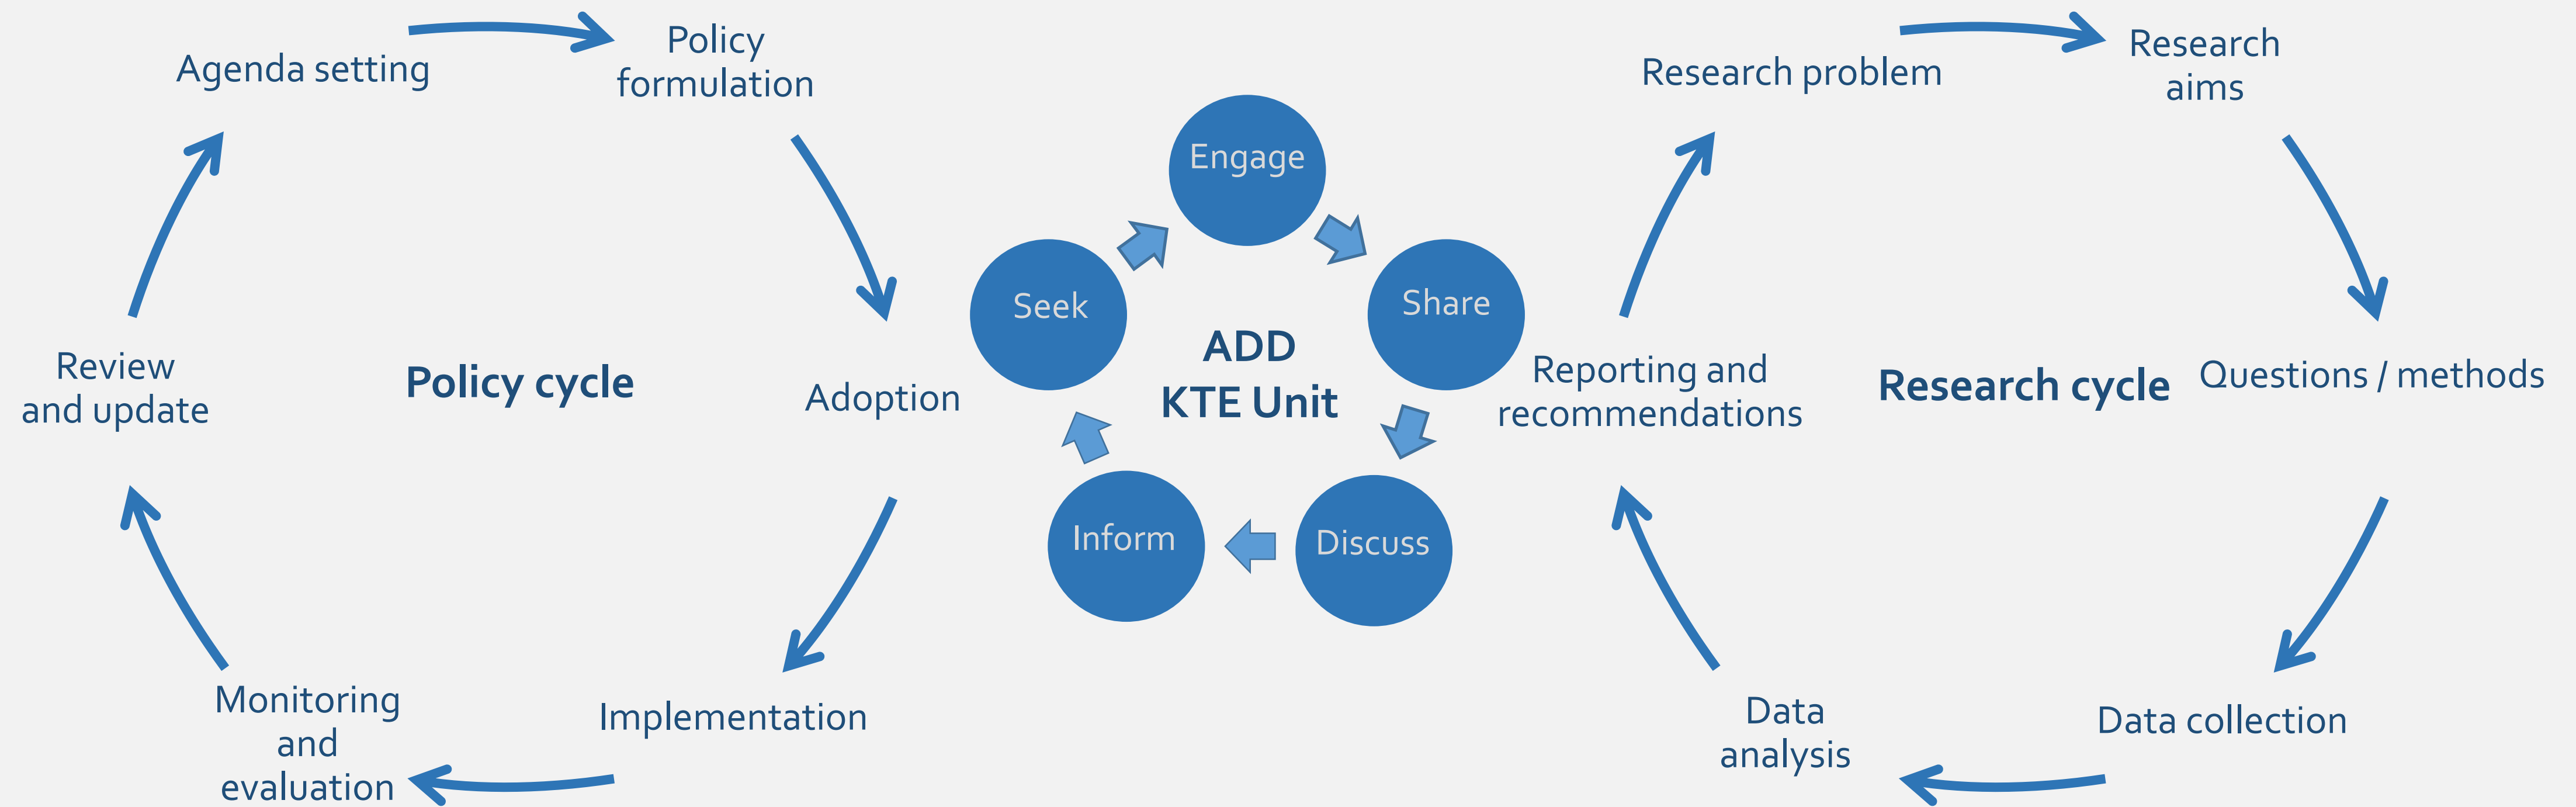 Agenda setting
Policy
formulation
Adoption
Implementation
Monitoring
and
evaluation
Review
and update
Policy cycle
Engage
Share
Discuss
Inform
Seek
ADD
KTE Unit
Research problem
Research
aims
Questions / methods
Data collection
Data
analysis
Reporting and
recommendations
Research cycle